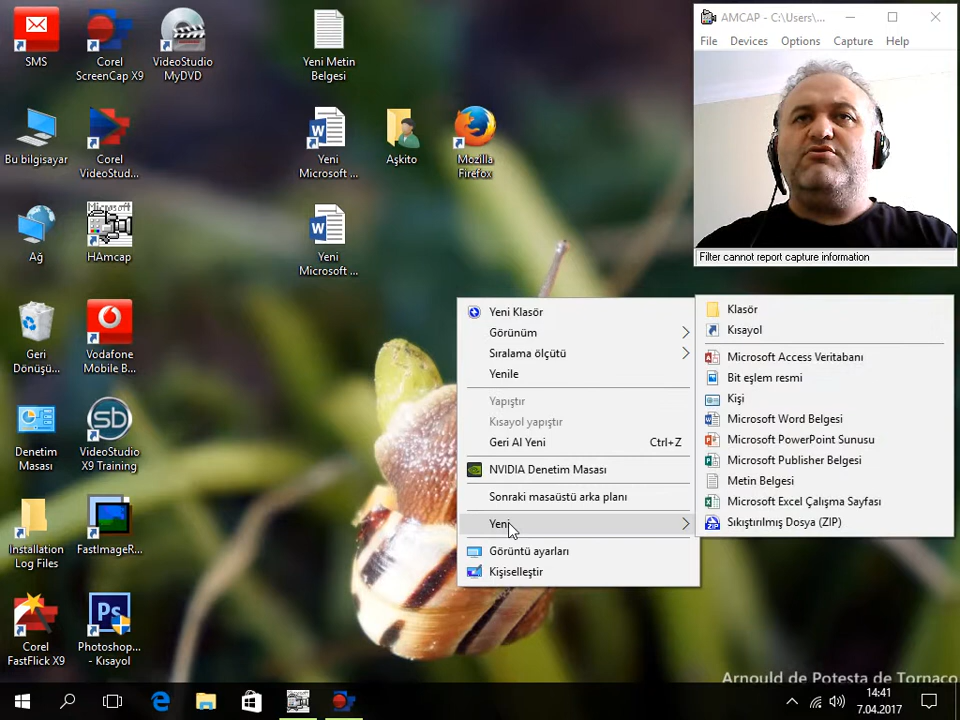 SMS
Corel
ScreenCap X9
VideoStudio
MyDVD
Yeni Metin
Belgesi
Bu bilgisayar
Corel
VideoStud...
Yeni
Microsoft ...
Aşkito
Mozilla
Firefox
Ağ
Microsoft
HAmcap
Yeni
Microsoft ...
Geri
Dönüşü...
Vodafone
Mobile B...
Denetim
Masası
VideoStudio
X9 Training
Installation
Log Files
FastImageR...
Corel
FastFlick X9
Photoshop...
- Kısayol
AMCAP - C:\Users\...
File Devices Options Capture Help
Filter cannot report capture information
Yeni Klasör
Görünüm
Sıralama ölçütü
Yenile
Yapıştır
Kısayol yapıştır
Geri Al Yeni Ctrl+Z
NVIDIA Denetim Masası
Sonraki masaüstü arka planı
Yeni
Görüntü ayarları
Kişiselleştir
Klasör
Kısayol
Microsoft Access Veritabanı
Bit eşlem resmi
Kişi
Microsoft Word Belgesi
Microsoft PowerPoint Sunusu
Microsoft Publisher Belgesi
Metin Belgesi
Microsoft Excel Çalışma Sayfası
Sıkıştırılmış Dosya (ZIP)
Arnould de Potesta de Tornaco
14:41
7.04.2017